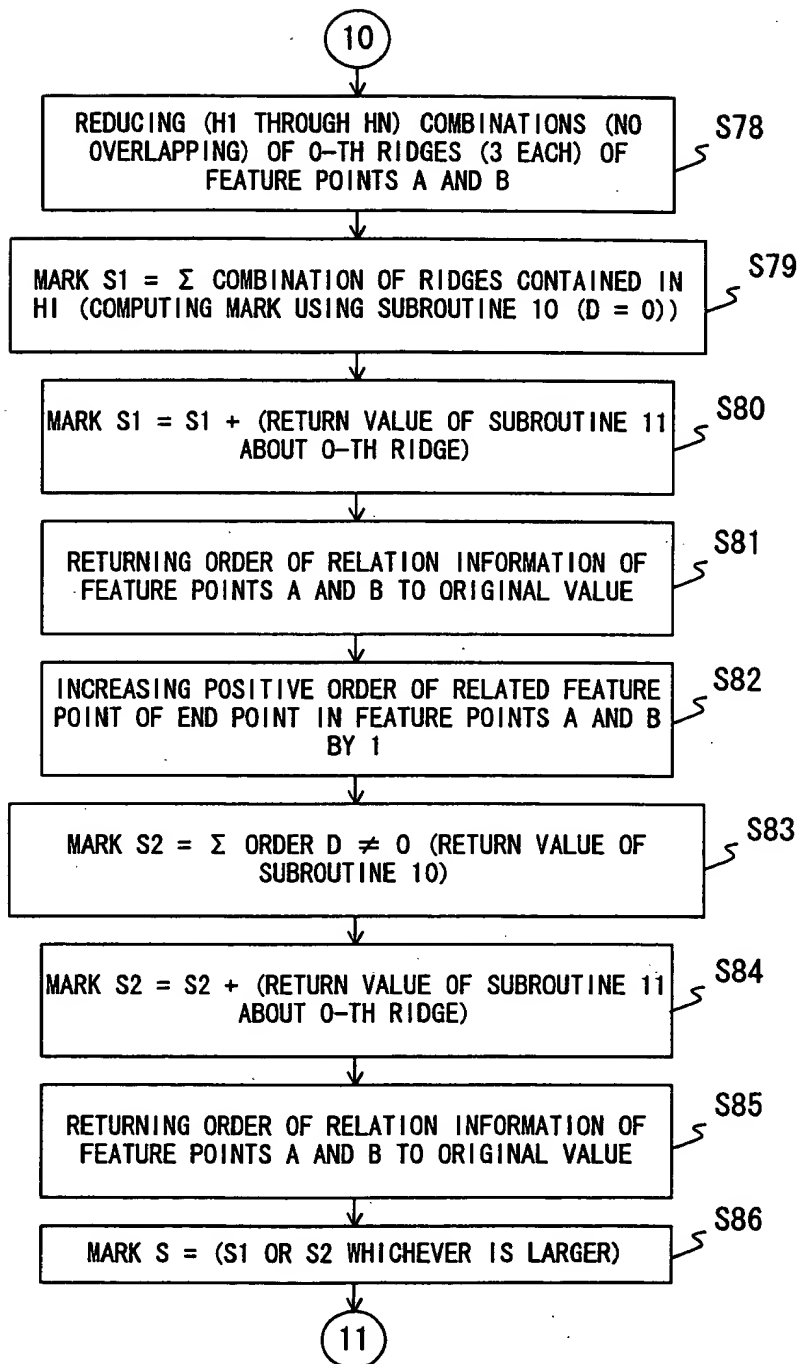 10
REDUCING (H1 THROUGH HN) COMBINATIONS (NO
OVERLAPPING) OF 0-TH RIDGES (3 EACH) OF
FEATURE POINTS A AND B
S78
MARK S1 = Σ COMBINATION OF RIDGES CONTAINED IN
HI (COMPUTING MARK USING SUBROUTINE 10 (D = 0))
S79
MARK S1 = S1 + (RETURN VALUE OF SUBROUTINE 11
ABOUT 0-TH RIDGE)
S80
RETURNING ORDER OF RELATION INFORMATION OF
FEATURE POINTS A AND B TO ORIGINAL VALUE
S81
INCREASING POSITIVE ORDER OF RELATED FEATURE
POINT OF END POINT IN FEATURE POINTS A AND B
BY 1
S82
MARK S2 = Σ ORDER D ≠ 0 (RETURN VALUE OF
SUBROUTINE 10)
S83
MARK S2 = S2 + (RETURN VALUE OF SUBROUTINE 11
ABOUT 0-TH RIDGE)
S84
RETURNING ORDER OF RELATION INFORMATION OF
FEATURE POINTS A AND B TO ORIGINAL VALUE
S85
MARK S = (S1 OR S2 WHICHEVER IS LARGER)
S86
11